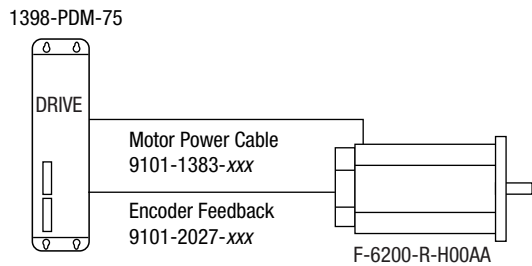 1398-PDM-75
DRIVE
Motor Power Cable
9101-1383-xxx
Encoder Feedback
9101-2027-xxx
F-6200-R-H00AA